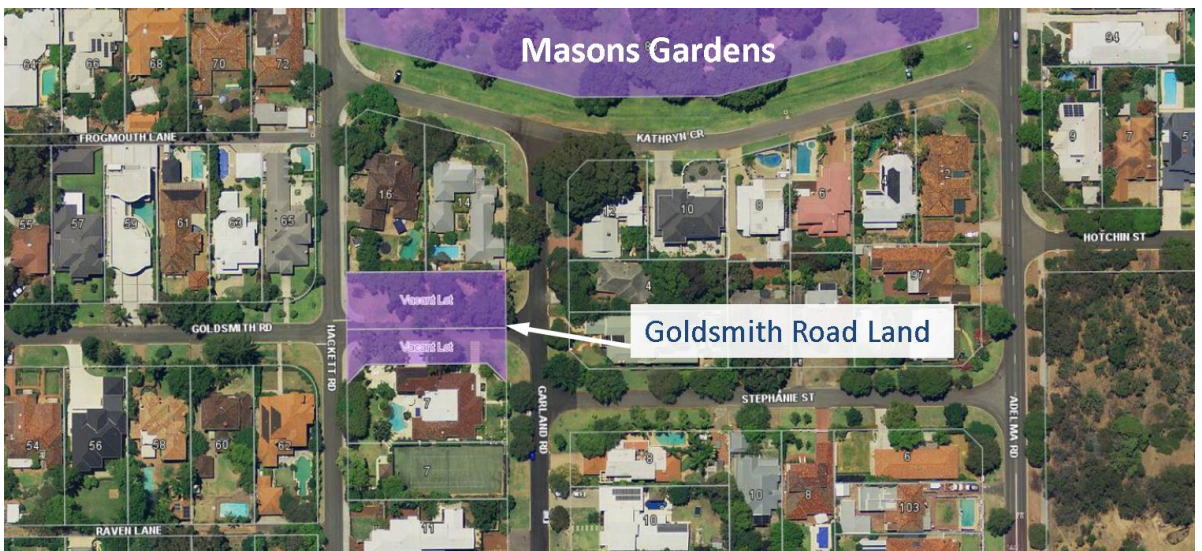 Masons Gardens
94
64
66
68
70
72
FROGMOUTH LANE
KATHRYN CR
9
7
5
55
57
59
61
63
65
16
14
12
10
8
6
2
HOTCHIN ST
97
4
Vacant Lot
GOLDSMITH RD
HACKETT RD
Vacant Lot
Goldsmith Road Land
GARLAND RD
STEPHANIE ST
ADELMA RD
54
56
58
60
62
7
7
8
10
8
6
103
RAVEN LANE
11
10